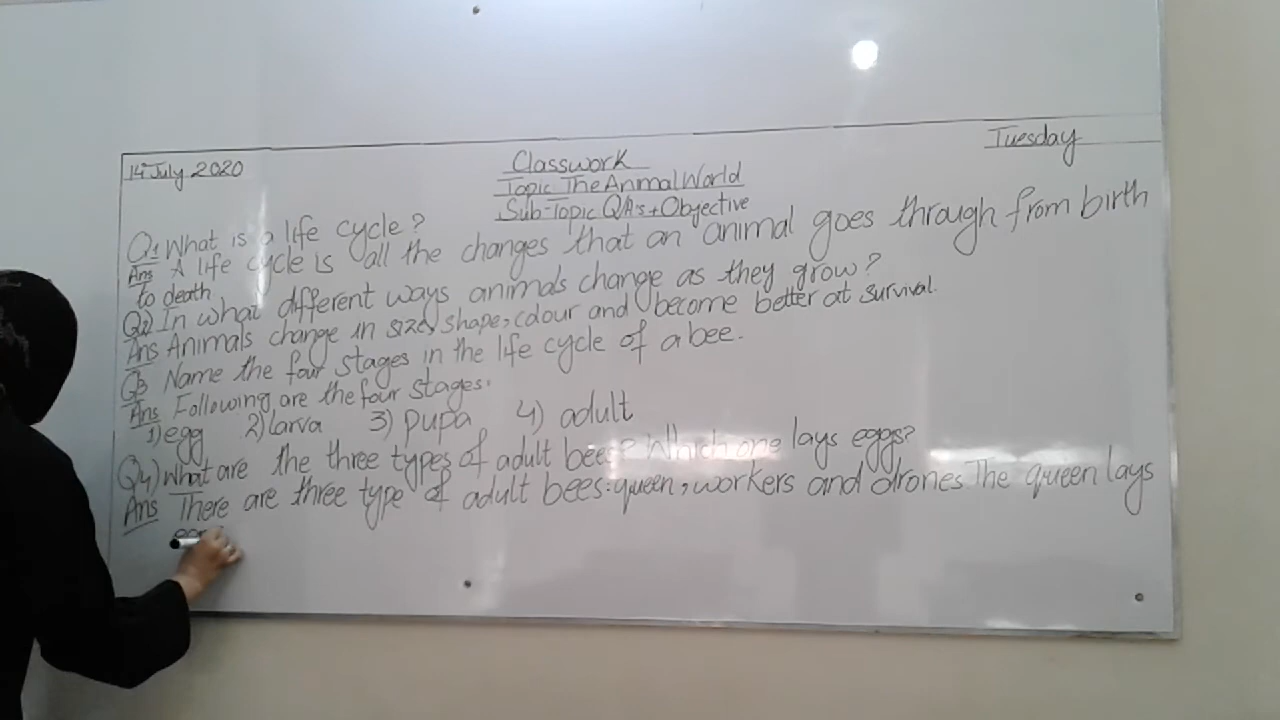 14th July 2020
Tuesday
Classwork
Topic The Animal World
Sub-Topic Q/A's + Objective
Q1 What is a life cycle?
Ans A life cycle is all the changes that an animal goes through from birth
to death
Q2) In what different ways animals change as they grow?
Ans Animals change in size, shape, colour and become better at survival.
Q3 Name the four stages in the life cycle of a bee.
Ans Following are the four stages.
1) egg 2) larva 3) pupa 4) adult
Q4) What are the three types of adult bees? Which one lays eggs?
Ans There are three type of adult bees: queen, workers and drones The queen lays